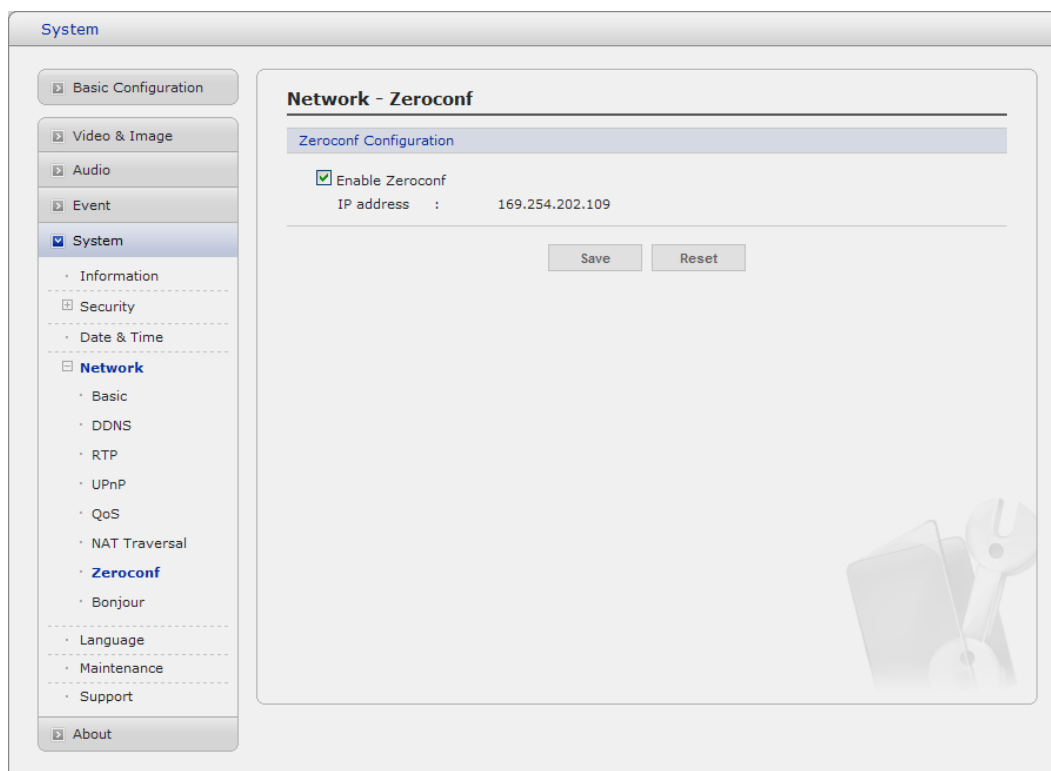 System
Basic Configuration
Video & Image
Audio
Event
System
Information
Security
Date & Time
Network
Basic
DDNS
RTP
UPnP
QoS
NAT Traversal
Zeroconf
Bonjour
Language
Maintenance
Support
About
Network - Zeroconf
Zeroconf Configuration
Enable Zeroconf
IP address : 169.254.202.109
Save Reset